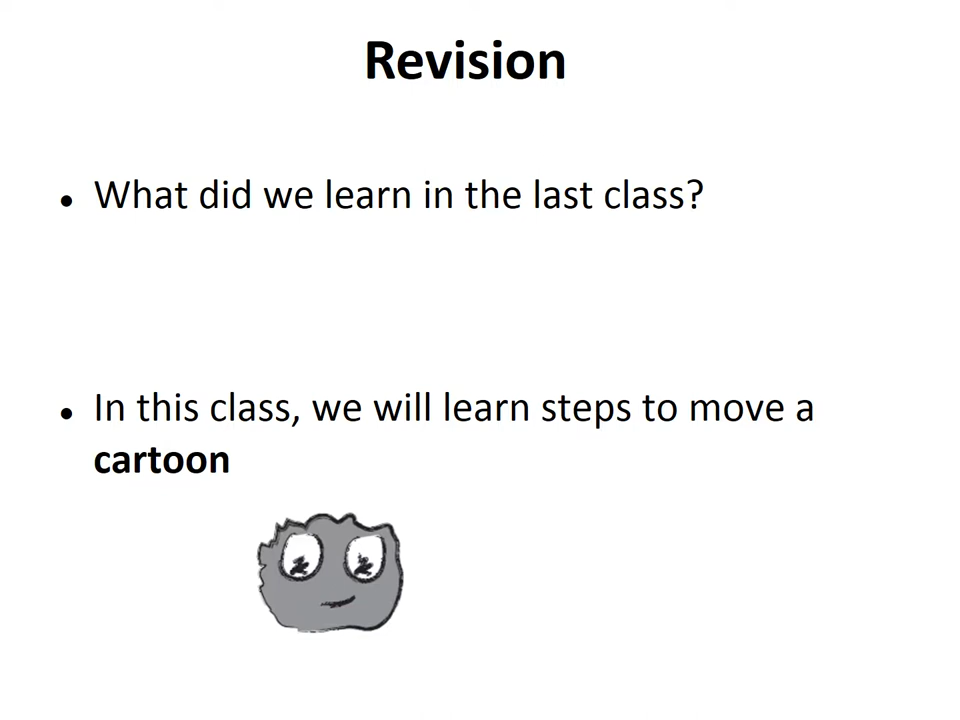 Revision
• What did we learn in the last class?
• In this class, we will learn steps to move a
cartoon